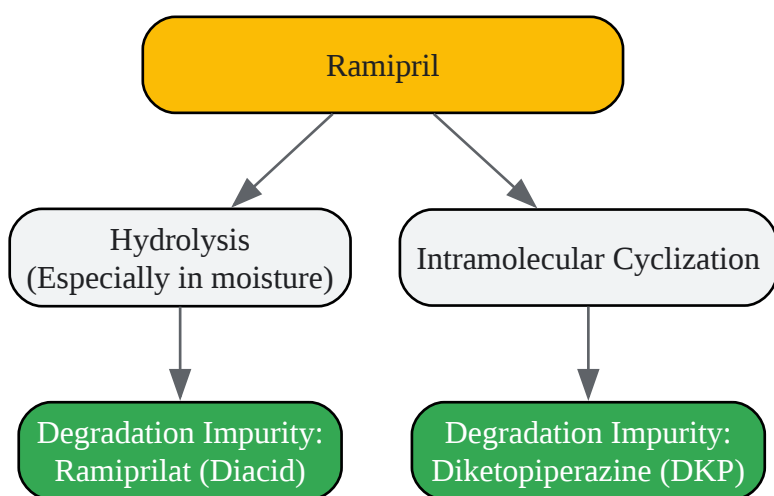 Ramipril
Hydrolysis
(Especially in moisture)
Intramolecular Cyclization
Degradation Impurity:
Ramiprilat (Diacid)
Degradation Impurity:
Diketopiperazine (DKP)